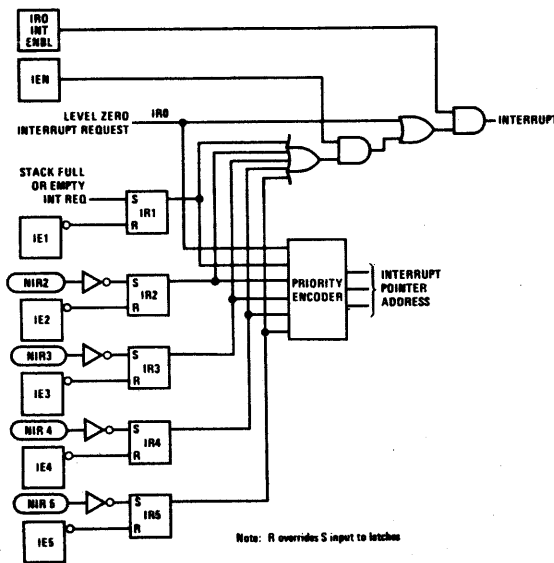 IRO
INT
ENBL
IEN
LEVEL ZERO
INTERRUPT REQUEST
IRO
INTERRUPT
STACK FULL
OR EMPTY
INT REQ
S
R
IR1
IE1
NIR2
S
R
IR2
IE2
PRIORITY
ENCODER
INTERRUPT
POINTER
ADDRESS
NIR3
S
R
IR3
IE3
NIR 4
S
R
IR4
IE4
NIR 5
S
R
IR5
IE5
Note: R overrides S input to latches